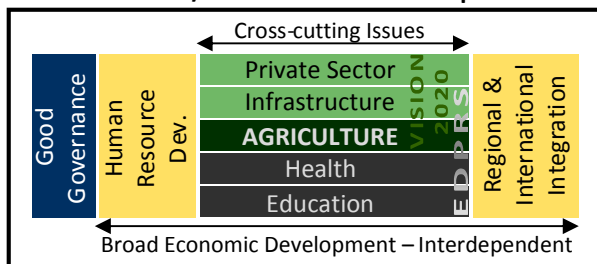 Cross-cutting Issues
Good
Governance
Human
Resource
Dev.
Private Sector
Infrastructure
AGRICULTURE
Health
Education
VISION
2020
EDPRS
Regional &
International
Integration
Broad Economic Development – Interdependent